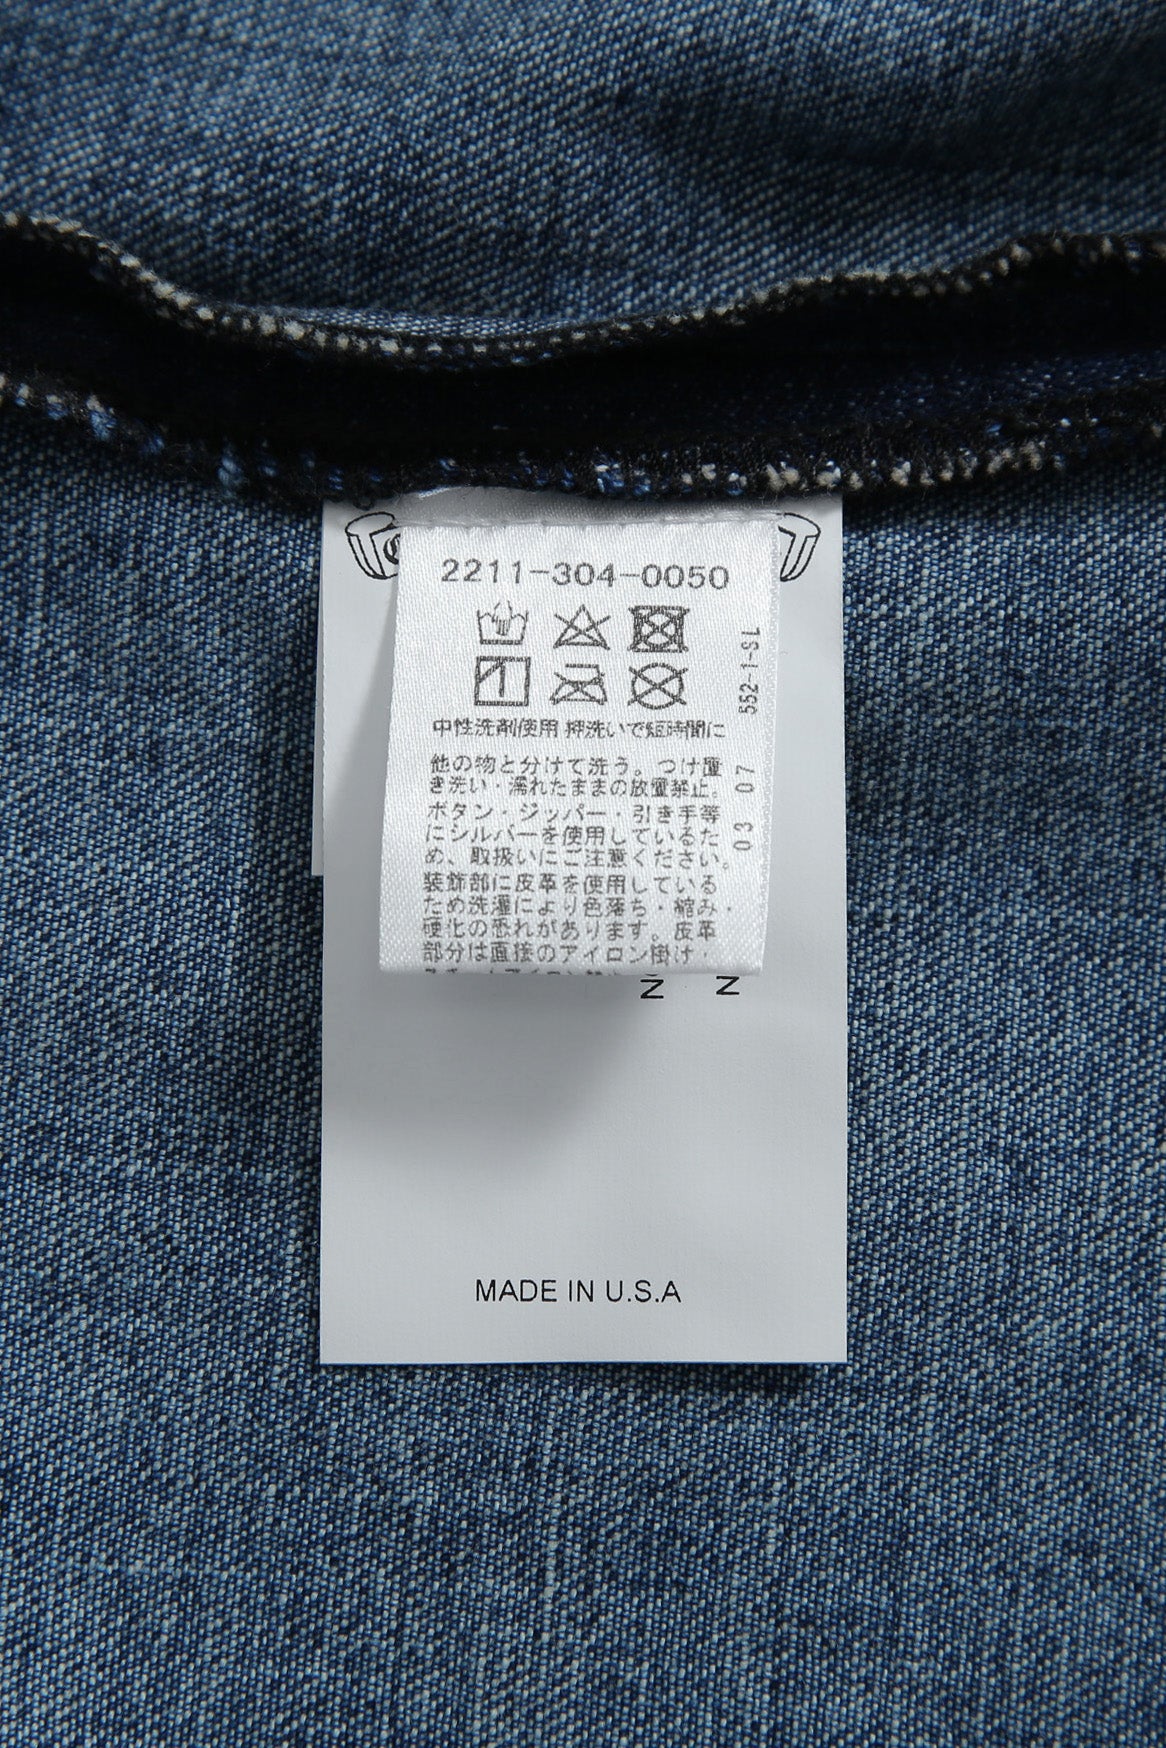 2211-304-0050
中性洗剤使用 押洗いで短時間に
他の物と分けて洗う。つけ置
き洗い・濡れたままの放置禁止。
ボタン・ジッパー・引き手等
にシルバーを使用しているた
め、取扱いにご注意ください。
装飾部に皮革を使用している
ため洗濯により色落ち・縮み・
硬化の恐れがあります。皮革
部分は直接のアイロン掛け・
552-1-SL
03 07
MADE IN U.S.A